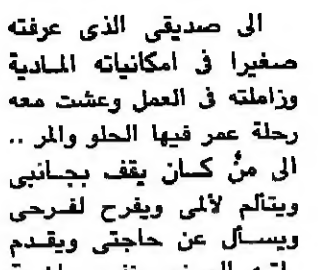 الى صديقى الذى عرفته
صغيرا فى امكانياته المادية
وزاملته فى العمل وعشت معه
رحلة عمر فيها الحلو والمر ..
الى منْ كان يقف بجانبى
ويتألم لألمى ويفرح لفرحى
ويسأل عن حاجتى ويقدم